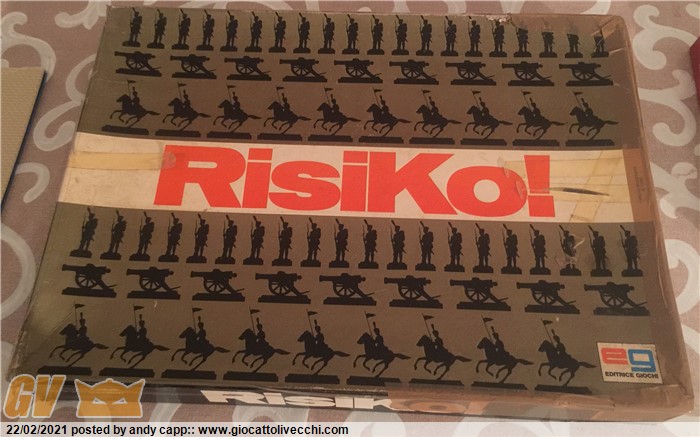 RisiKo!
eg
EDITRICE GIOCHI
RISIKO!
GV
22/02/2021 posted by andy capp:: www.giocattolivecchi.com